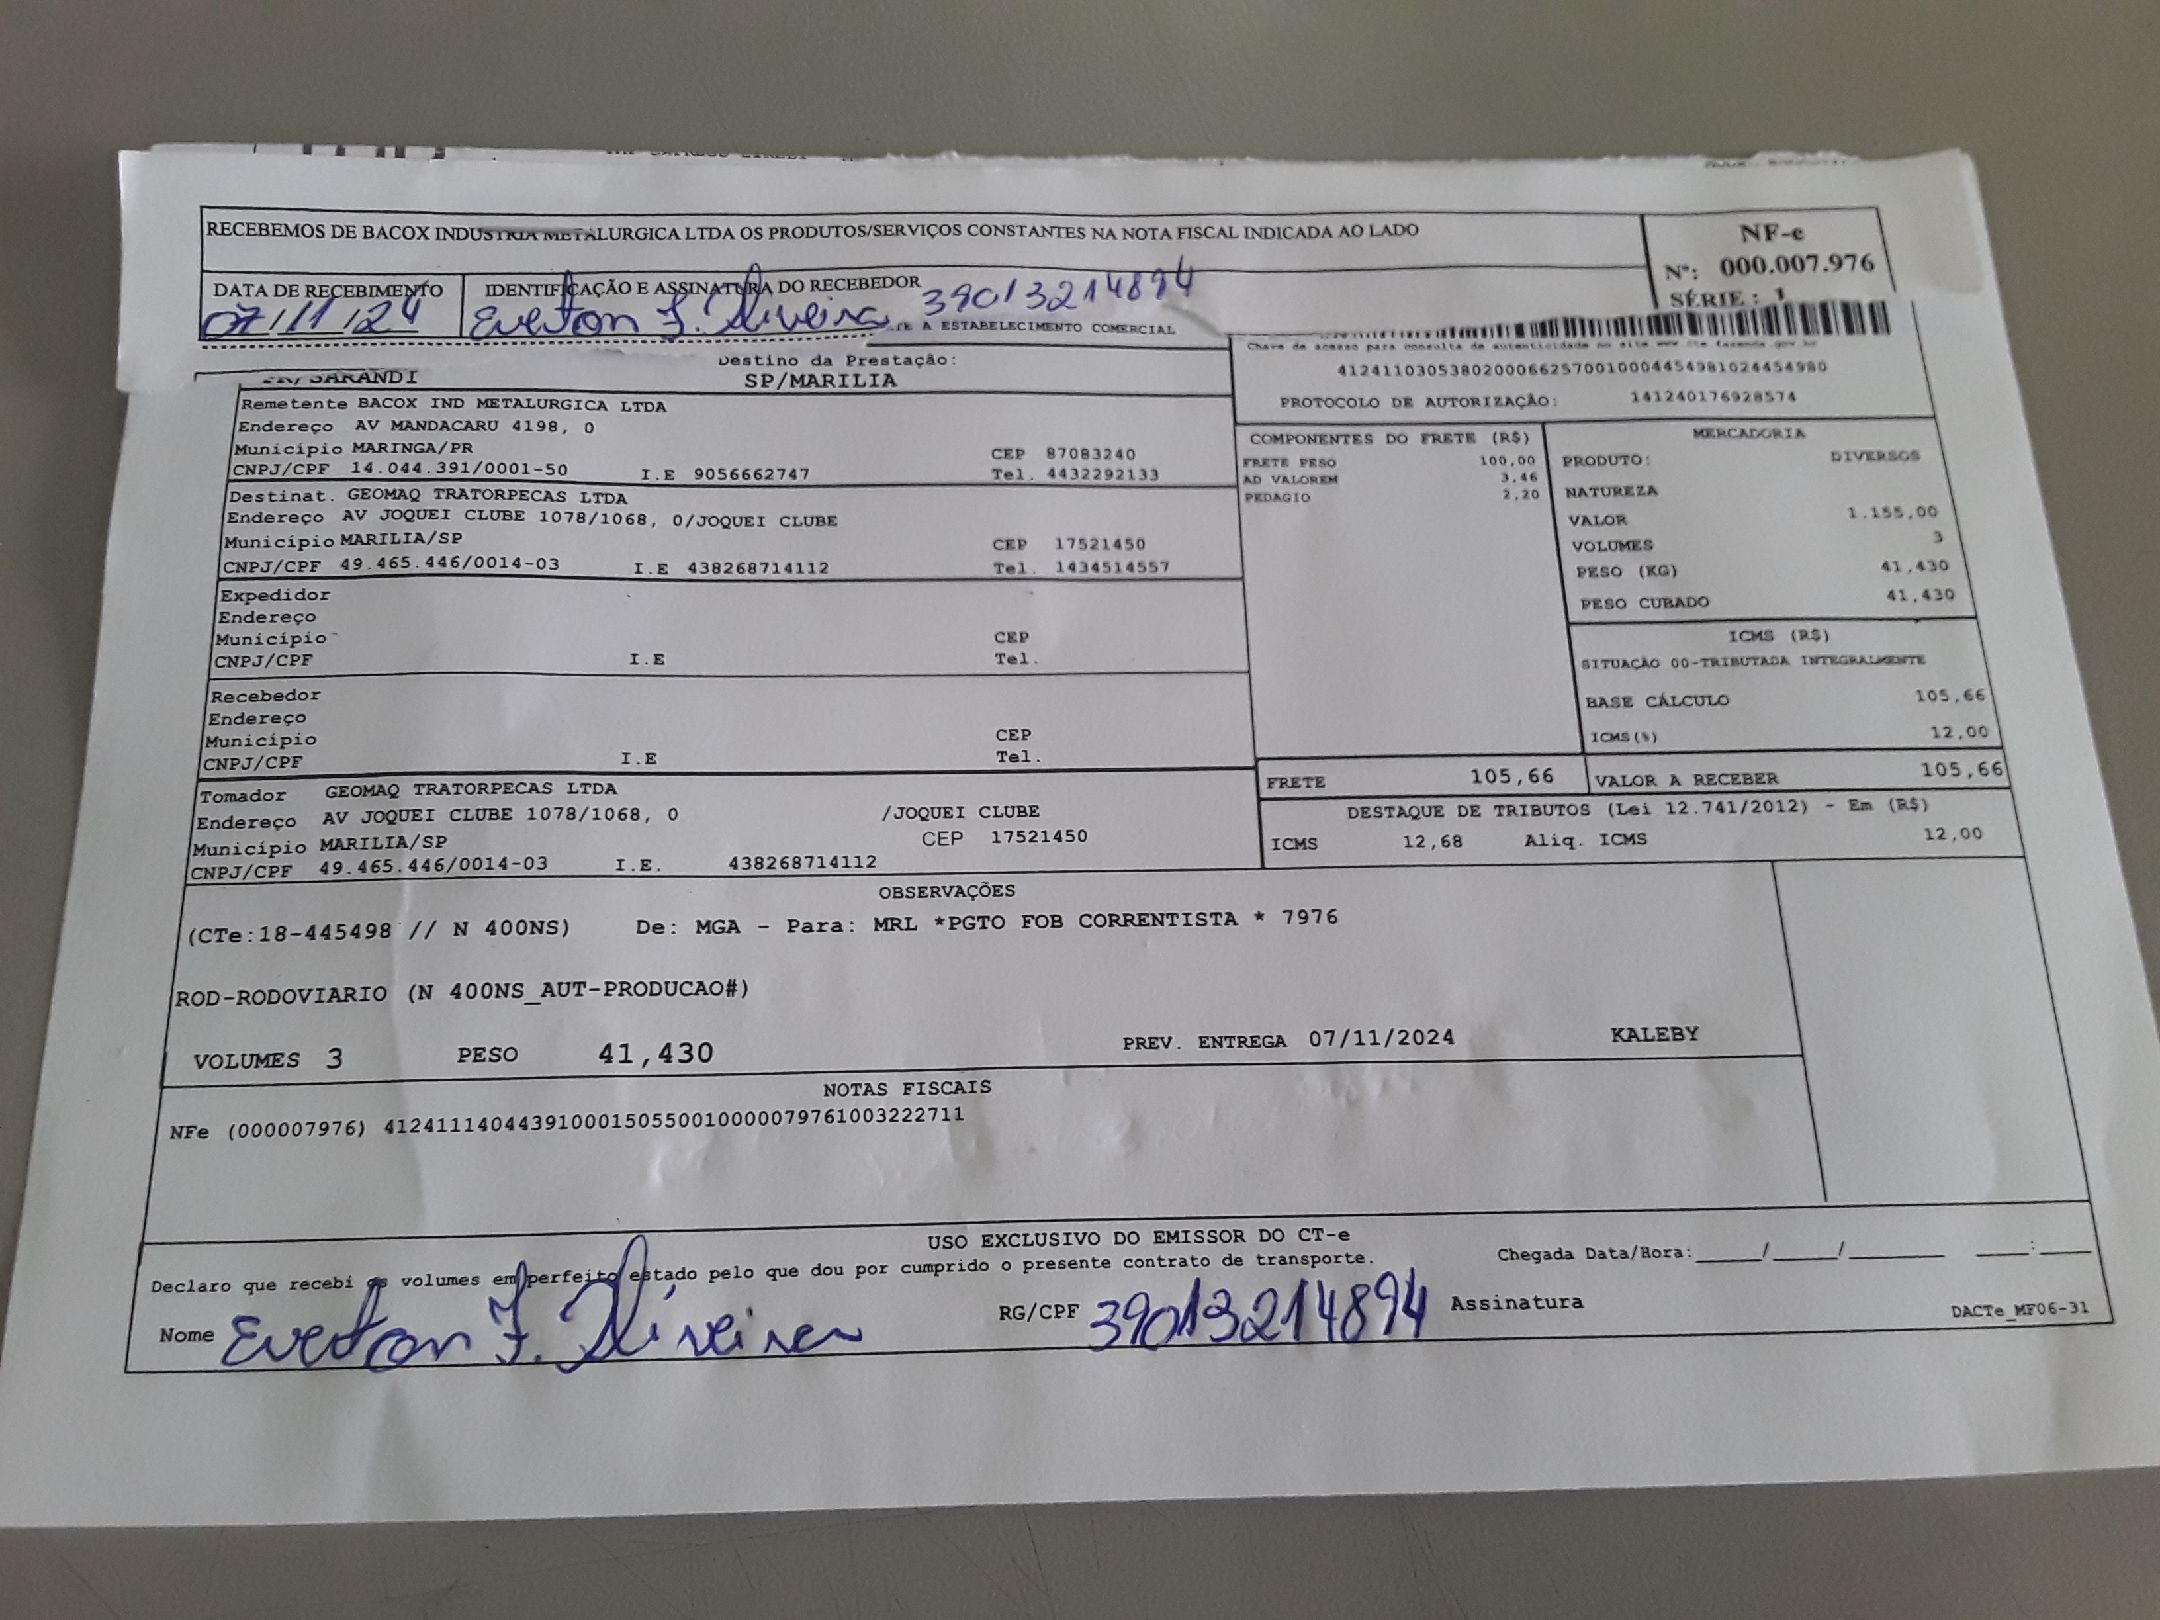 RECEBEMOS DE BACOX INDUSTRIA METALURGICA LTDA OS PRODUTOS/SERVIÇOS CONSTANTES NA NOTA FISCAL INDICADA AO LADO
NF-e
Nº: 000.007.976
SÉRIE : 1
DATA DE RECEBIMENTO
07/11/24
IDENTIFICAÇÃO E ASSINATURA DO RECEBEDOR
Everton F. Oliveira 39013214894
A ESTABELECIMENTO COMERCIAL
Chave de acesso para consulta de autenticidade no site www.cte.fazenda.gov.br
41241103053802000662570010004454981024454980
PROTOCOLO DE AUTORIZAÇÃO: 141240176928574
Destino da Prestação:
SARANDI SP/MARILIA
Remetente BACOX IND METALURGICA LTDA
Endereço AV MANDACARU 4198, 0
Município MARINGA/PR CEP 87083240
CNPJ/CPF 14.044.391/0001-50 I.E 9056662747 Tel. 4432292133
Destinat. GEOMAQ TRATORPECAS LTDA
Endereço AV JOQUEI CLUBE 1078/1068, 0/JOQUEI CLUBE
Município MARILIA/SP CEP 17521450
CNPJ/CPF 49.465.446/0014-03 I.E 438268714112 Tel. 1434514557
Expedidor
Endereço
Município CEP
CNPJ/CPF I.E Tel.
Recebedor
Endereço
Município CEP
CNPJ/CPF I.E Tel.
Tomador GEOMAQ TRATORPECAS LTDA
Endereço AV JOQUEI CLUBE 1078/1068, 0 /JOQUEI CLUBE
Município MARILIA/SP CEP 17521450
CNPJ/CPF 49.465.446/0014-03 I.E. 438268714112
COMPONENTES DO FRETE (R$)
FRETE PESO 100,00
AD VALOREM 3,46
PEDAGIO 2,20
MERCADORIA
PRODUTO: DIVERSOS
NATUREZA
VALOR 1.155,00
VOLUMES 3
PESO (KG) 41,430
PESO CUBADO 41,430
ICMS (R$)
SITUAÇÃO 00-TRIBUTADA INTEGRALMENTE
BASE CÁLCULO 105,66
ICMS(%) 12,00
FRETE 105,66 VALOR A RECEBER 105,66
DESTAQUE DE TRIBUTOS (Lei 12.741/2012) - Em (R$)
ICMS 12,68 Aliq. ICMS 12,00
OBSERVAÇÕES
(CTe:18-445498 // N 400NS) De: MGA - Para: MRL *PGTO FOB CORRENTISTA * 7976
ROD-RODOVIARIO (N 400NS_AUT-PRODUCAO#)
VOLUMES 3 PESO 41,430 PREV. ENTREGA 07/11/2024 KALEBY
NOTAS FISCAIS
NFe (000007976) 41241114044391000150550010000079761003222711
USO EXCLUSIVO DO EMISSOR DO CT-e
Declaro que recebi os volumes em perfeito estado pelo que dou por cumprido o presente contrato de transporte.
Chegada Data/Hora:_____/_____/________ ____:____
Nome Everton F. Oliveira RG/CPF 39013214894 Assinatura
DACTe_MF06-31